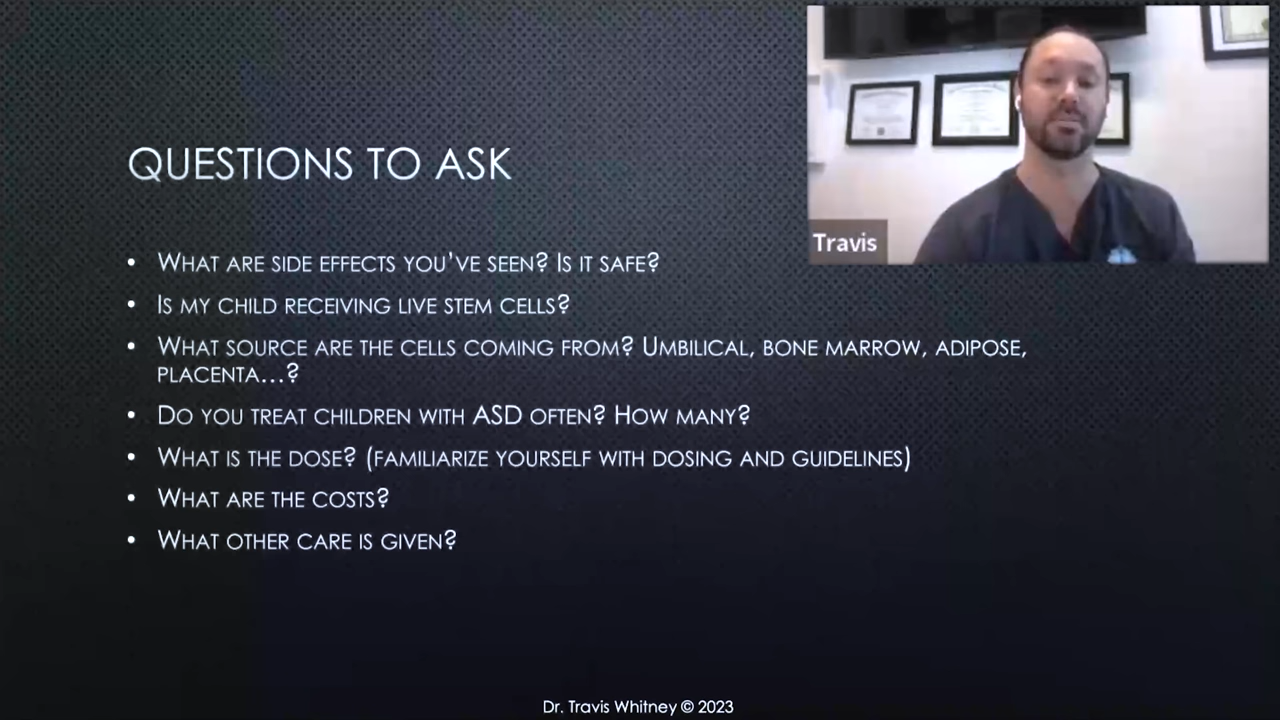 QUESTIONS TO ASK
Travis
• WHAT ARE SIDE EFFECTS YOU'VE SEEN? IS IT SAFE?
• IS MY CHILD RECEIVING LIVE STEM CELLS?
• WHAT SOURCE ARE THE CELLS COMING FROM? UMBILICAL, BONE MARROW, ADIPOSE,
PLACENTA...?
• DO YOU TREAT CHILDREN WITH ASD OFTEN? HOW MANY?
• WHAT IS THE DOSE? (FAMILIARIZE YOURSELF WITH DOSING AND GUIDELINES)
• WHAT ARE THE COSTS?
• WHAT OTHER CARE IS GIVEN?
Dr. Travis Whitney © 2023